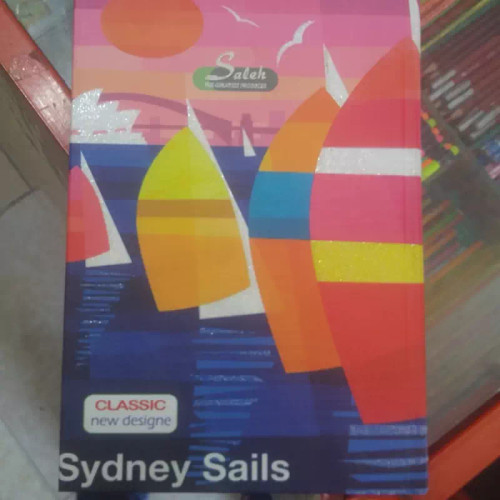 Saleh
CLASSIC
new designe
Sydney Sails